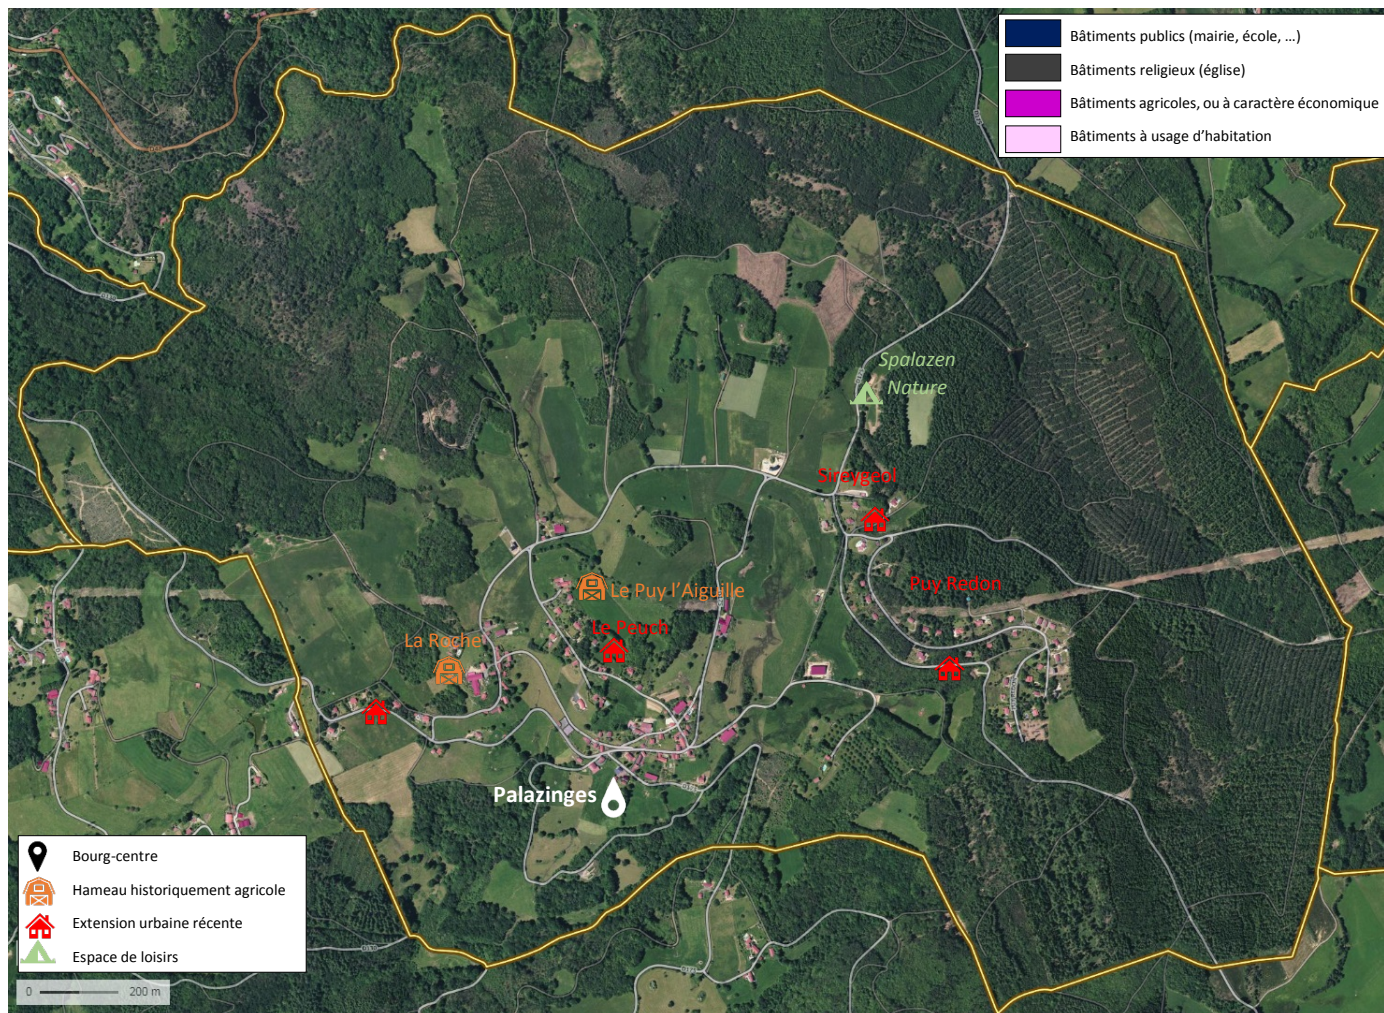 Bâtiments publics (mairie, école, ...)
Bâtiments religieux (église)
Bâtiments agricoles, ou à caractère économique
Bâtiments à usage d'habitation
Spalazen
Nature
Sireygeol
Le Puy l'Aiguille
Puy Redon
Le Peuch
La Roche
Palazinges
Bourg-centre
Hameau historiquement agricole
Extension urbaine récente
Espace de loisirs
0 200 m